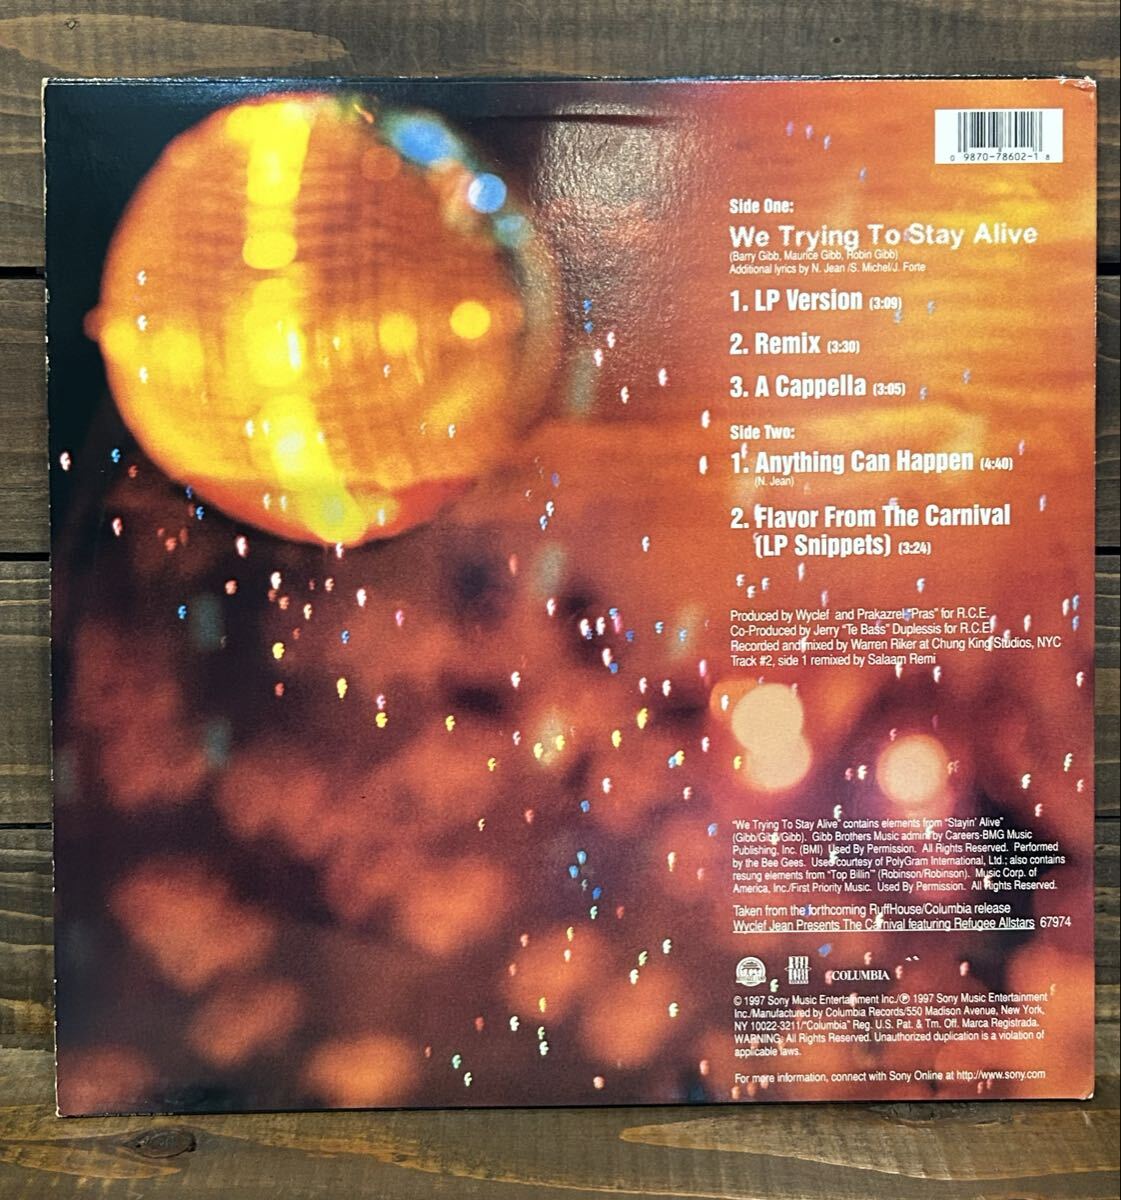 0 9870-78602-1 8
Side One:
We Trying To Stay Alive
(Barry Gibb, Maurice Gibb, Robin Gibb)
Additional lyrics by N. Jean /S. Michel/J. Forte
1. LP Version (3:09)
2. Remix (3:30)
3. A Cappella (3:05)
Side Two:
1. Anything Can Happen (4:40)
(N. Jean)
2. Flavor From The Carnival
(LP Snippets) (3:24)
Produced by Wyclef and Prakazrel "Pras" for R.C.E.
Co-Produced by Jerry "Te Bass" Duplessis for R.C.E.
Recorded and mixed by Warren Riker at Chung King Studios, NYC
Track #2, side 1 remixed by Salaam Remi
"We Trying To Stay Alive" contains elements from "Stayin' Alive"
(Gibb/Gibb/Gibb). Gibb Brothers Music admin by Careers-BMG Music
Publishing, Inc. (BMI) Used By Permission. All Rights Reserved. Performed
by the Bee Gees. Used courtesy of PolyGram International, Ltd.; also contains
resung elements from "Top Billin'" (Robinson/Robinson). Music Corp. of
America, Inc./First Priority Music. Used By Permission. All Rights Reserved.
Taken from the forthcoming RuffHouse/Columbia release
Wyclef Jean Presents The Carnival featuring Refugee Allstars 67974
COLUMBIA
© 1997 Sony Music Entertainment Inc./℗ 1997 Sony Music Entertainment
Inc./Manufactured by Columbia Records/550 Madison Avenue, New York,
NY 10022-3211/"Columbia" Reg. U.S. Pat. & Tm. Off. Marca Registrada.
WARNING: All Rights Reserved. Unauthorized duplication is a violation of
applicable laws.
For more information, connect with Sony Online at http://www.sony.com